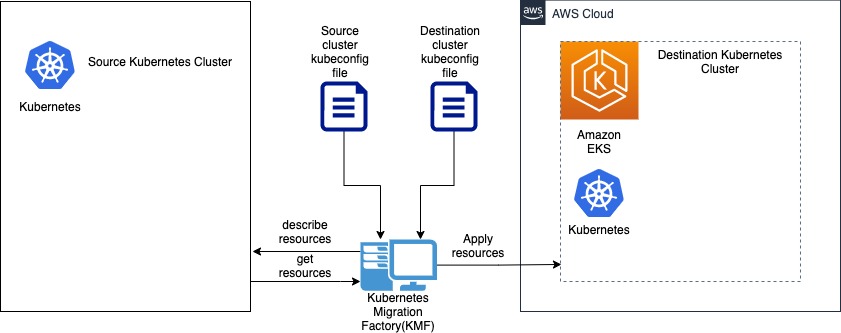 Source Kubernetes Cluster
Kubernetes
Source
cluster
kubeconfig
file
Destination
cluster
kubeconfig
file
aws
AWS Cloud
Destination Kubernetes
Cluster
K
Amazon
EKS
Kubernetes
describe
resources
get
resources
Apply
resources
Kubernetes
Migration
Factory(KMF)